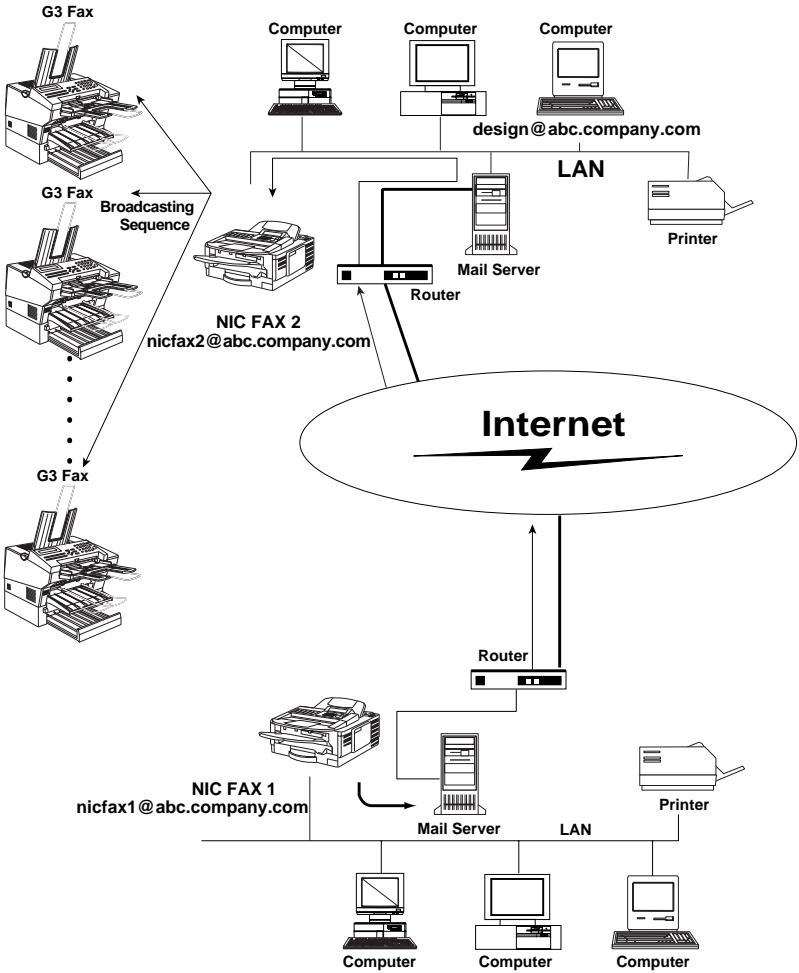 G3 Fax
Computer
Computer
Computer
design@abc.company.com
LAN
G3 Fax
Broadcasting
Sequence
Printer
Mail Server
Router
NIC FAX 2
nicfax2@abc.company.com
Internet
G3 Fax
Router
NIC FAX 1
nicfax1@abc.company.com
Printer
Mail Server
LAN
Computer
Computer
Computer